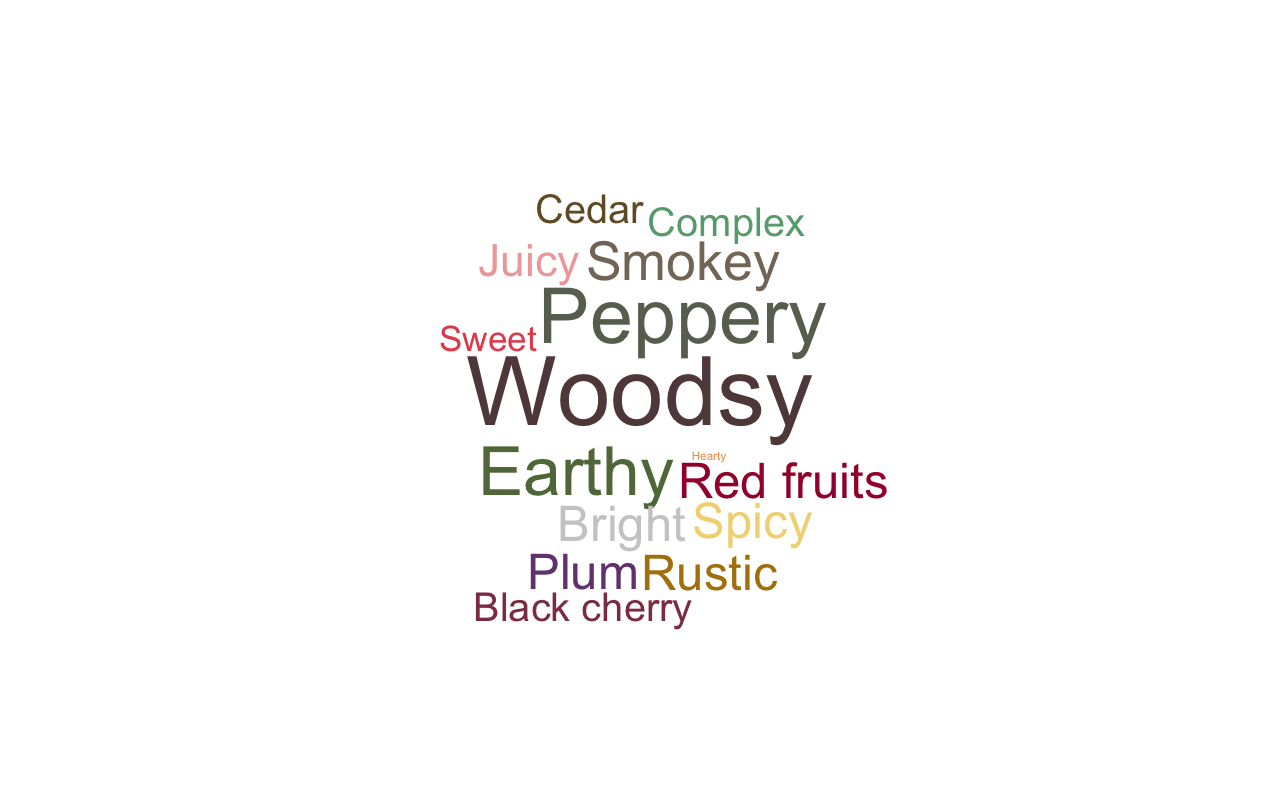 Cedar
Complex
Juicy
Smokey
Peppery
Sweet
Woodsy
Earthy
Hearty
Red fruits
Bright
Spicy
Plum
Rustic
Black cherry